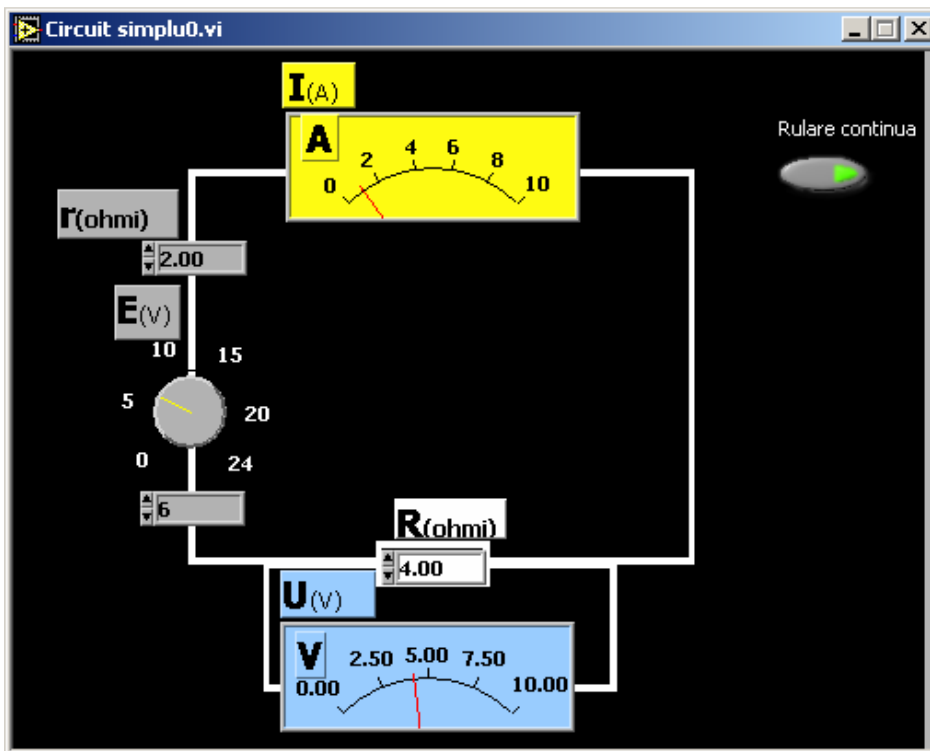 Circuit simplu0.vi
I(A)
A
0 2 4 6 8 10
Rulare continua
r(ohmi)
2.00
E(V)
0 5 10 15 20 24
6
R(ohmi)
4.00
U(V)
V
0.00 2.50 5.00 7.50 10.00